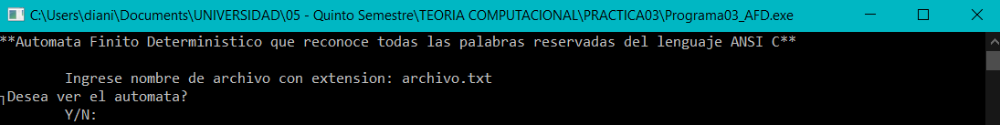 C:\Users\diani\Documents\UNIVERSIDAD\05 - Quinto Semestre\TEORIA COMPUTACIONAL\PRACTICA03\Programa03_AFD.exe
**Automata Finito Deterministico que reconoce todas las palabras reservadas del lenguaje ANSI C**
Ingrese nombre de archivo con extension: archivo.txt
┐Desea ver el automata?
Y/N: